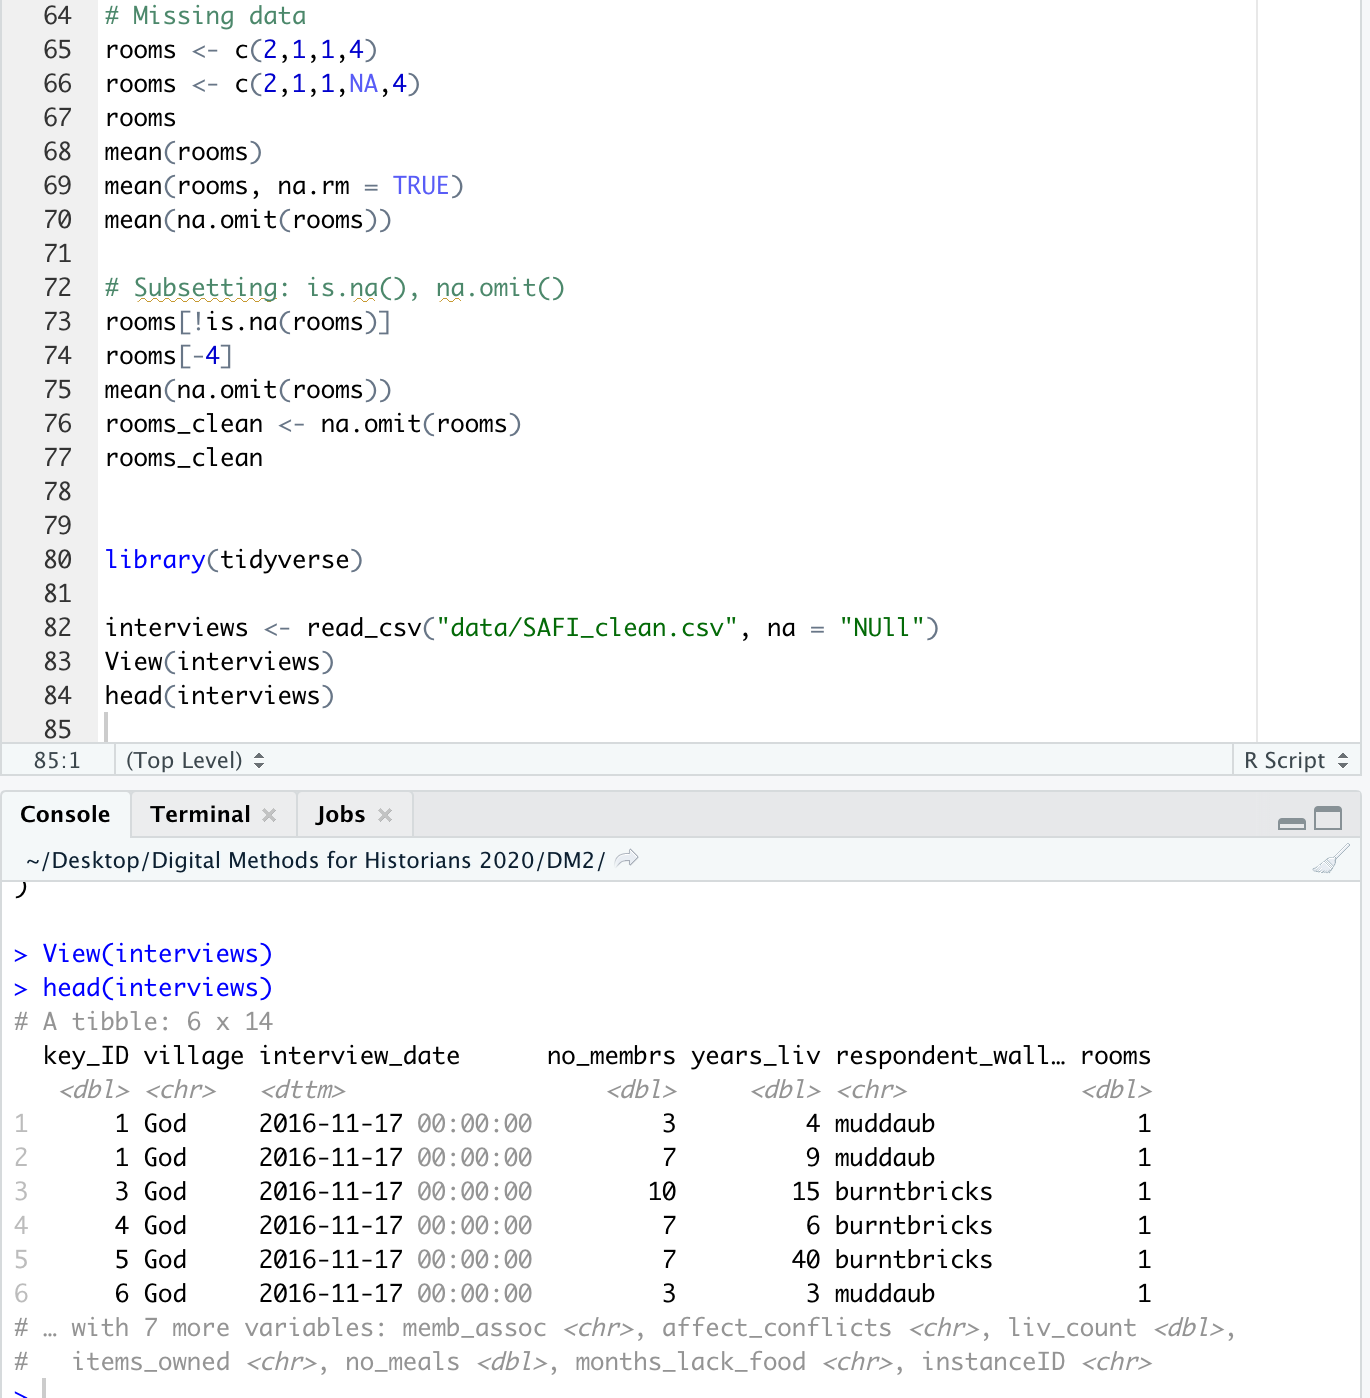 64 # Missing data
65 rooms <- c(2,1,1,4)
66 rooms <- c(2,1,1,NA,4)
67 rooms
68 mean(rooms)
69 mean(rooms, na.rm = TRUE)
70 mean(na.omit(rooms))
71
72 # Subsetting: is.na(), na.omit()
73 rooms[!is.na(rooms)]
74 rooms[-4]
75 mean(na.omit(rooms))
76 rooms_clean <- na.omit(rooms)
77 rooms_clean
78
79
80 library(tidyverse)
81
82 interviews <- read_csv("data/SAFI_clean.csv", na = "NUll")
83 View(interviews)
84 head(interviews)
85
85:1 (Top Level) R Script
Console Terminal Jobs
~/Desktop/Digital Methods for Historians 2020/DM2/
)
> View(interviews)
> head(interviews)
# A tibble: 6 x 14
key_ID village interview_date no_membrs years_liv respondent_wall… rooms
<dbl> <chr> <dttm> <dbl> <dbl> <chr> <dbl>
1 1 God 2016-11-17 00:00:00 3 4 muddaub 1
2 1 God 2016-11-17 00:00:00 7 9 muddaub 1
3 3 God 2016-11-17 00:00:00 10 15 burntbricks 1
4 4 God 2016-11-17 00:00:00 7 6 burntbricks 1
5 5 God 2016-11-17 00:00:00 7 40 burntbricks 1
6 6 God 2016-11-17 00:00:00 3 3 muddaub 1
# … with 7 more variables: memb_assoc <chr>, affect_conflicts <chr>, liv_count <dbl>,
# items_owned <chr>, no_meals <dbl>, months_lack_food <chr>, instanceID <chr>
>